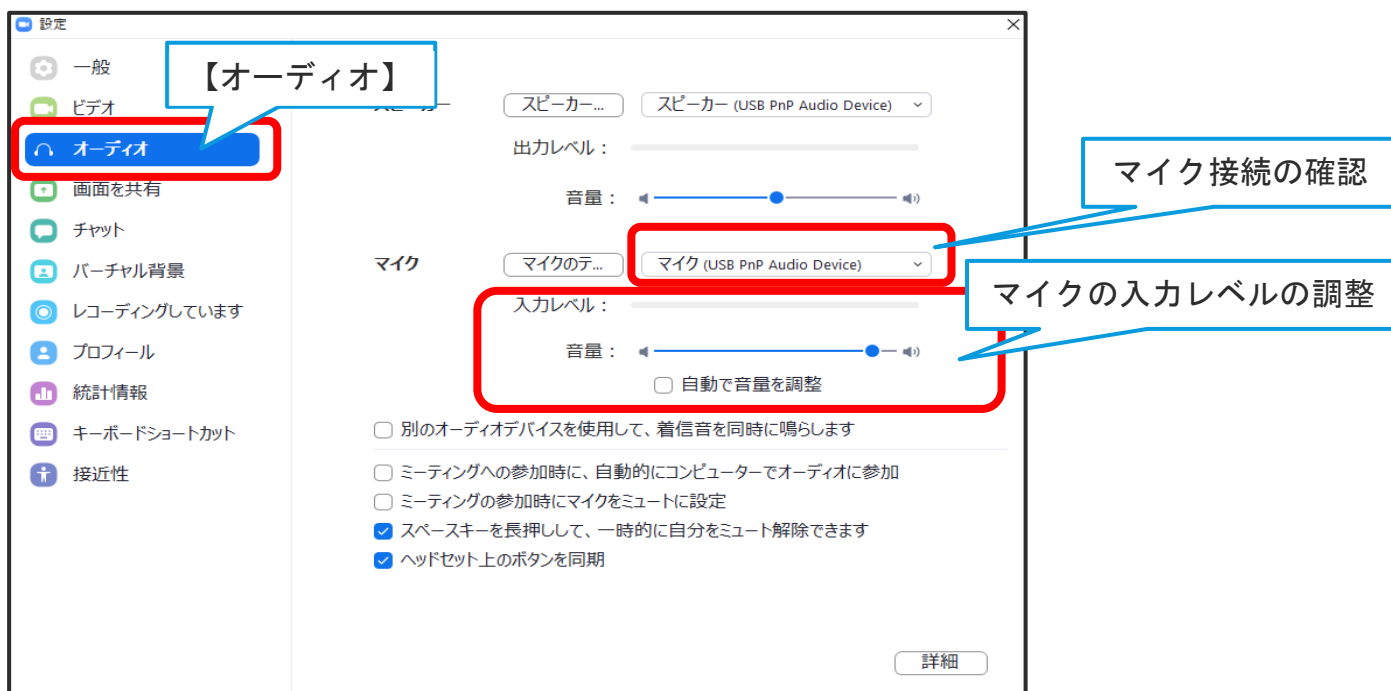 設定
一般
【オーディオ】
ビデオ
スピーカー
スピーカー...
スピーカー (USB PnP Audio Device)
オーディオ
出力レベル：
マイク接続の確認
画面を共有
音量：
チャット
バーチャル背景
マイク
マイクのテ...
マイク (USB PnP Audio Device)
マイクの入力レベルの調整
レコーディングしています
入力レベル：
プロフィール
音量：
統計情報
自動で音量を調整
キーボードショートカット
別のオーディオデバイスを使用して、着信音を同時に鳴らします
接近性
ミーティングへの参加時に、自動的にコンピューターでオーディオに参加
ミーティングの参加時にマイクをミュートに設定
スペースキーを長押しして、一時的に自分をミュート解除できます
ヘッドセット上のボタンを同期
詳細